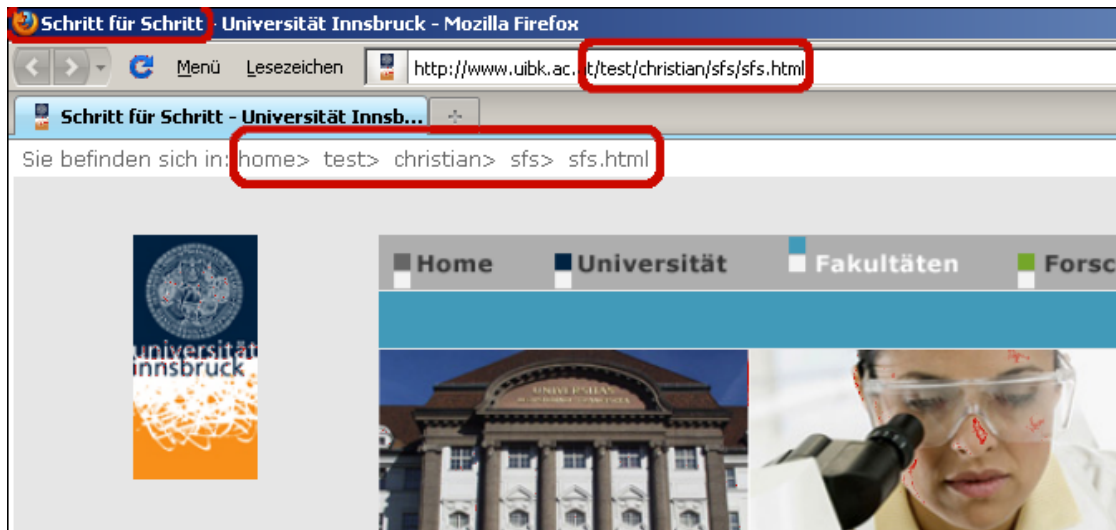 Schritt für Schritt - Universität Innsbruck - Mozilla Firefox
Menü Lesezeichen http://www.uibk.ac.at/test/christian/sfs/sfs.html
Schritt für Schritt - Universität Innsb...
Sie befinden sich in: home> test> christian> sfs> sfs.html
Home Universität Fakultäten Forsc
universität
innsbruck